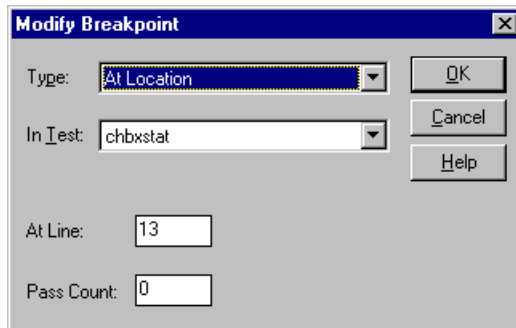 Modify Breakpoint
Type: At Location
OK
In Test: chbxstat
Cancel
Help
At Line: 13
Pass Count: 0